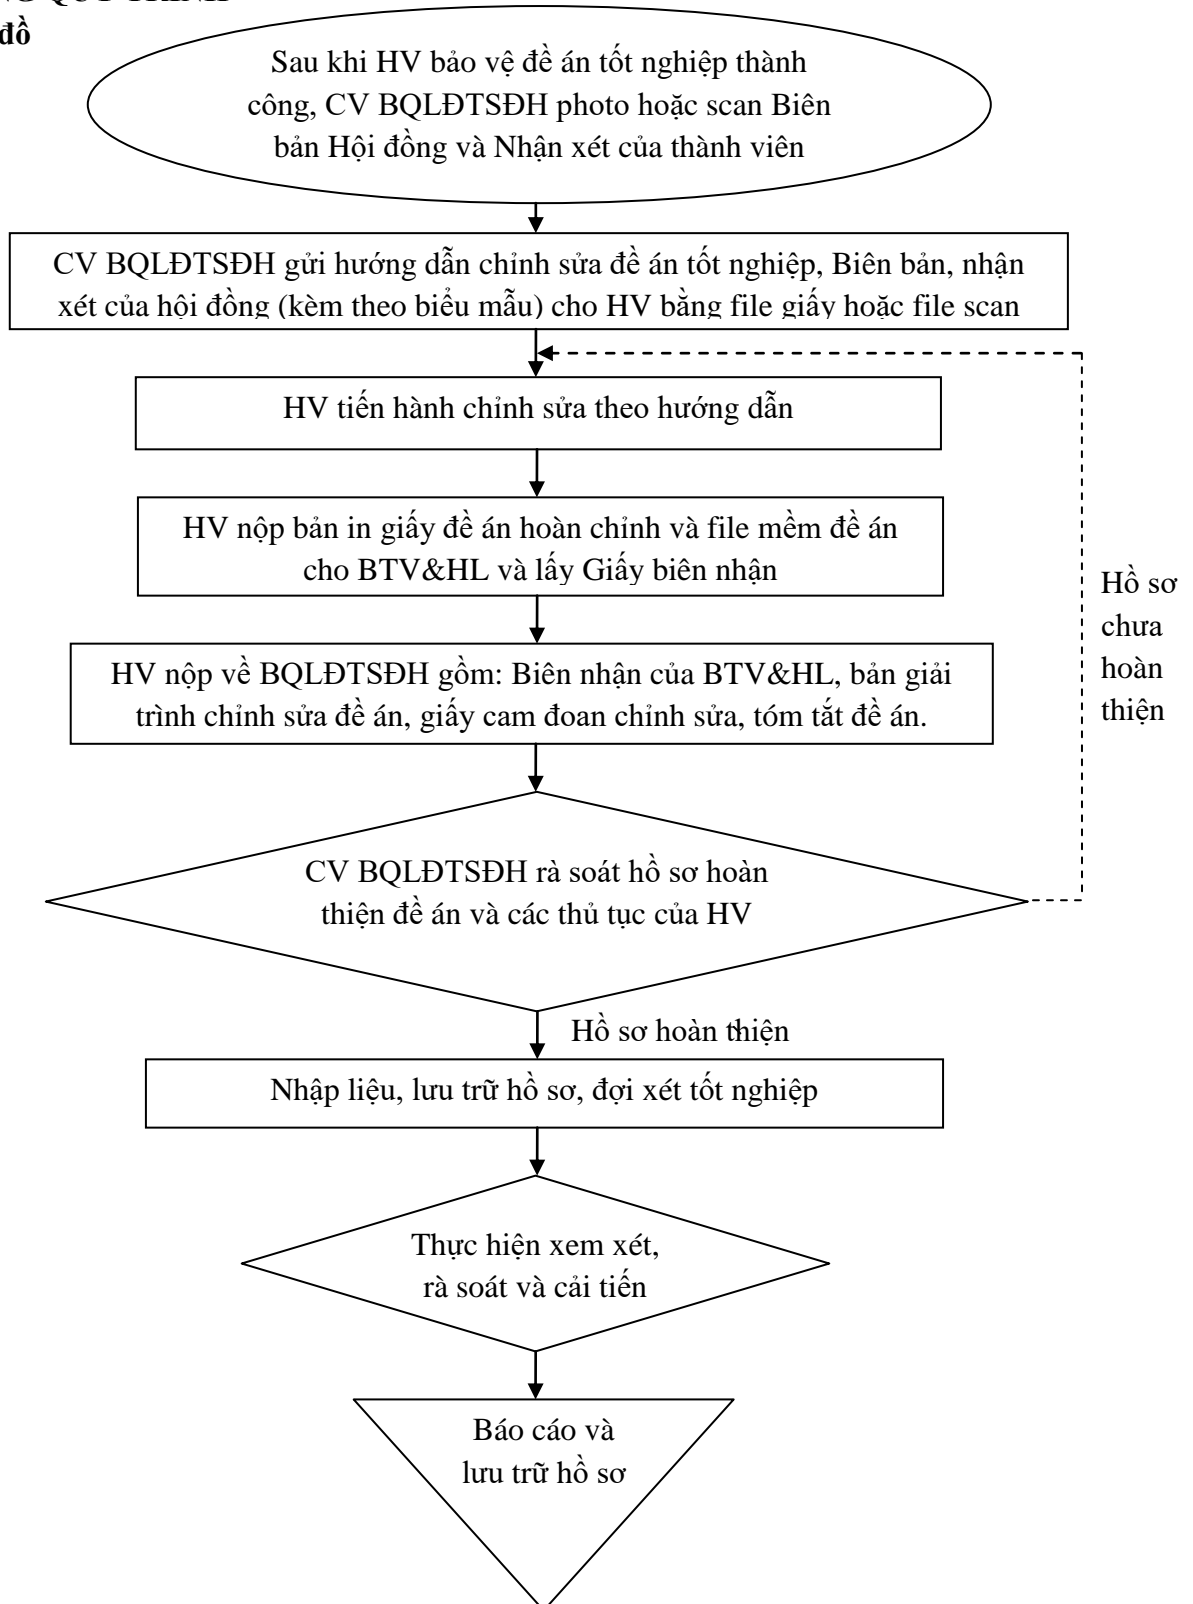 đồ
Sau khi HV bảo vệ đề án tốt nghiệp thành
công, CV BQLĐTSĐH photo hoặc scan Biên
bản Hội đồng và Nhận xét của thành viên
CV BQLĐTSĐH gửi hướng dẫn chỉnh sửa đề án tốt nghiệp, Biên bản, nhận
xét của hội đồng (kèm theo biểu mẫu) cho HV bằng file giấy hoặc file scan
HV tiến hành chỉnh sửa theo hướng dẫn
HV nộp bản in giấy đề án hoàn chỉnh và file mềm đề án
cho BTV&HL và lấy Giấy biên nhận
Hồ sơ
chưa
hoàn
thiện
HV nộp về BQLĐTSĐH gồm: Biên nhận của BTV&HL, bản giải
trình chỉnh sửa đề án, giấy cam đoan chỉnh sửa, tóm tắt đề án.
CV BQLĐTSĐH rà soát hồ sơ hoàn
thiện đề án và các thủ tục của HV
Hồ sơ hoàn thiện
Nhập liệu, lưu trữ hồ sơ, đợi xét tốt nghiệp
Thực hiện xem xét,
rà soát và cải tiến
Báo cáo và
lưu trữ hồ sơ